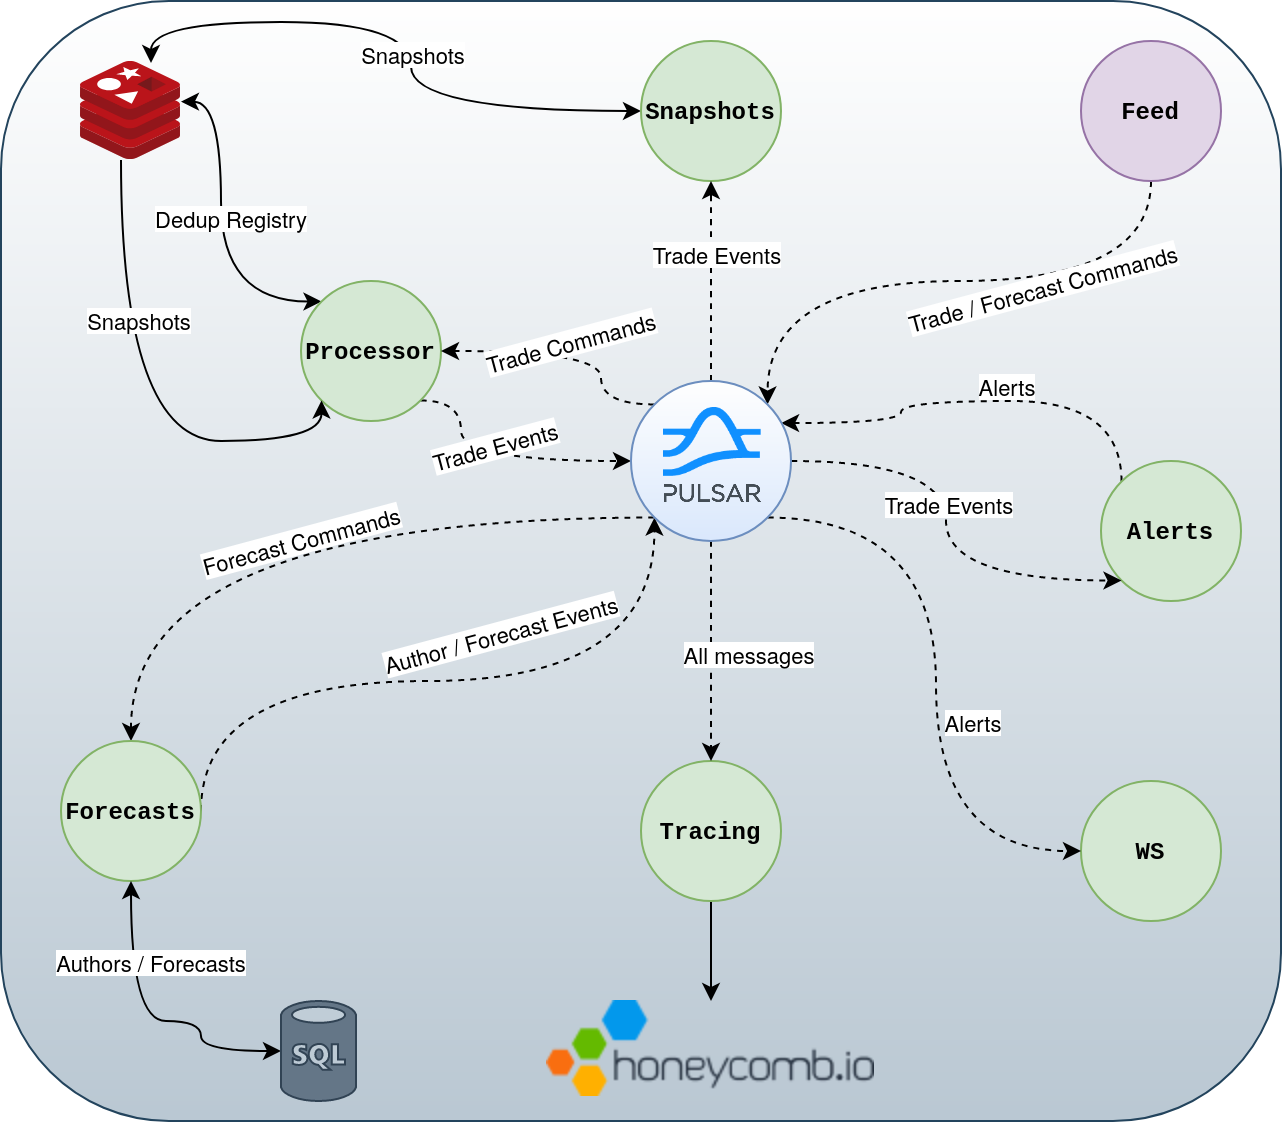 Snapshots
Snapshots
Feed
Dedup Registry
Trade Events
Trade / Forecast Commands
Snapshots
Trade Commands
Processor
Alerts
Trade Events
PULSAR
Trade Events
Forecast Commands
Alerts
Author / Forecast Events
All messages
Alerts
Forecasts
Tracing
WS
Authors / Forecasts
SQL
honeycomb.io